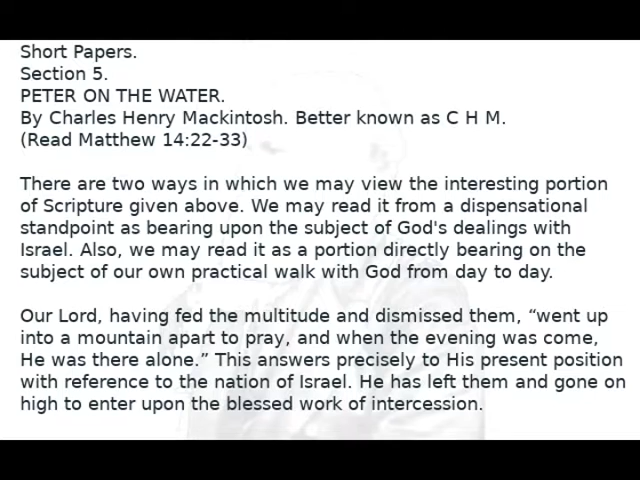 Short Papers.
Section 5.
PETER ON THE WATER.
By Charles Henry Mackintosh. Better known as C H M.
(Read Matthew 14:22-33)
There are two ways in which we may view the interesting portion
of Scripture given above. We may read it from a dispensational
standpoint as bearing upon the subject of God's dealings with
Israel. Also, we may read it as a portion directly bearing on the
subject of our own practical walk with God from day to day.
Our Lord, having fed the multitude and dismissed them, “went up
into a mountain apart to pray, and when the evening was come,
He was there alone.” This answers precisely to His present position
with reference to the nation of Israel. He has left them and gone on
high to enter upon the blessed work of intercession.